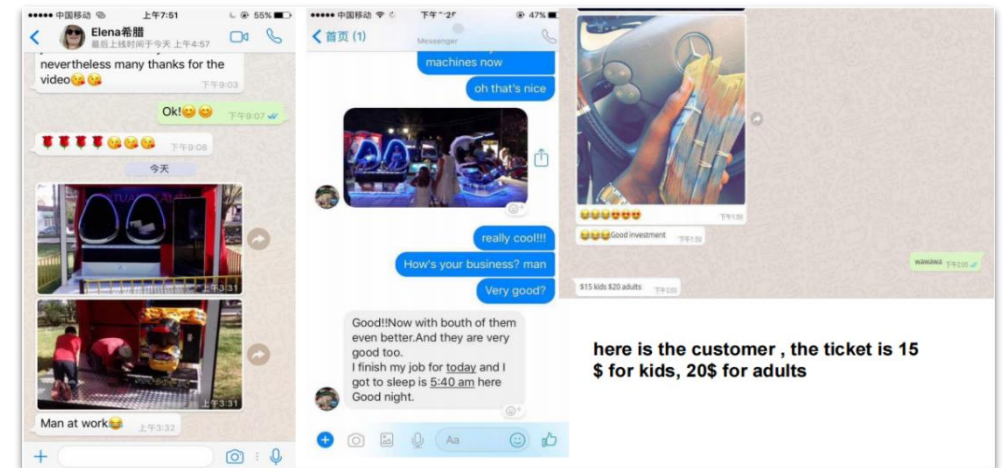 中国移动
上午7:51
55%
Elena希腊
最后上线时间于今天 上午4:57
nevertheless many thanks for the
video😘😘
下午9:03
Ok!😊😊
下午9:07
🌹🌹🌹🌹😘😘😘
下午9:08
今天
上午3:31
上午3:31
Man at work😂
上午3:32
中国移动
47%
首页 (1)
Messenger
machines now
oh that's nice
really cool!!!
How's your business? man
Very good?
Good!!Now with bouth of them
even better.And they are very
good too.
I finish my job for today and I
got to sleep is 5:40 am here
Good night.
Aa
Good investment
wawawa
$15 kids $20 adults
here is the customer , the ticket is 15
$ for kids, 20$ for adults